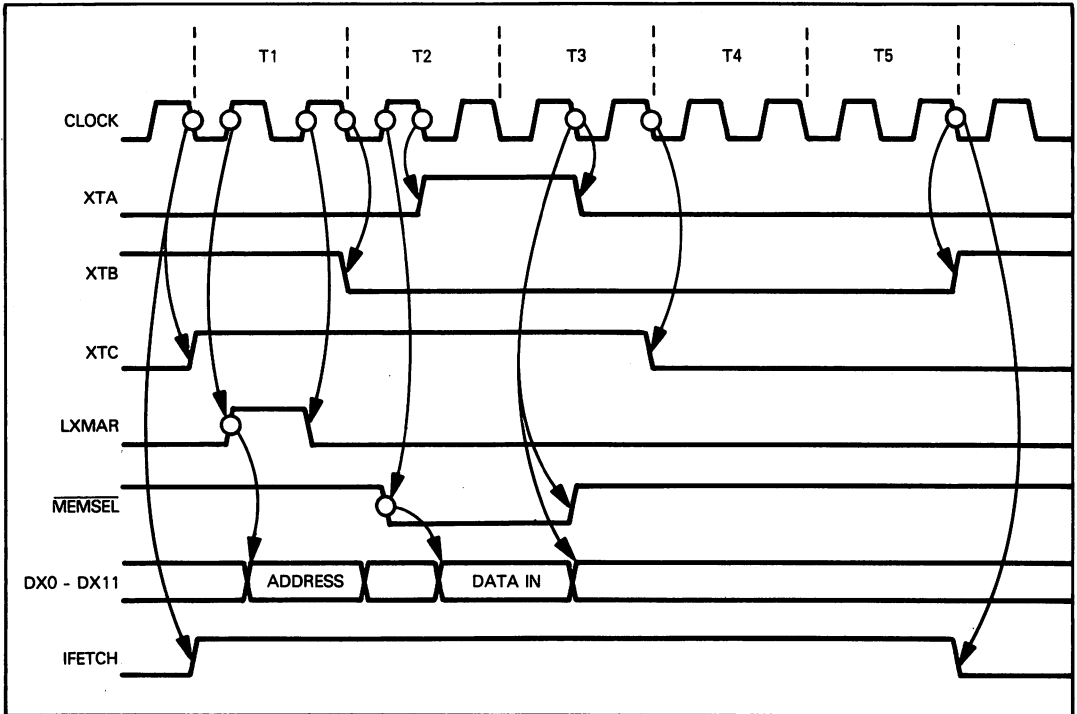 T1 T2 T3 T4 T5
CLOCK
XTA
XTB
XTC
LXMAR
MEMSEL
DX0 - DX11 ADDRESS DATA IN
IFETCH